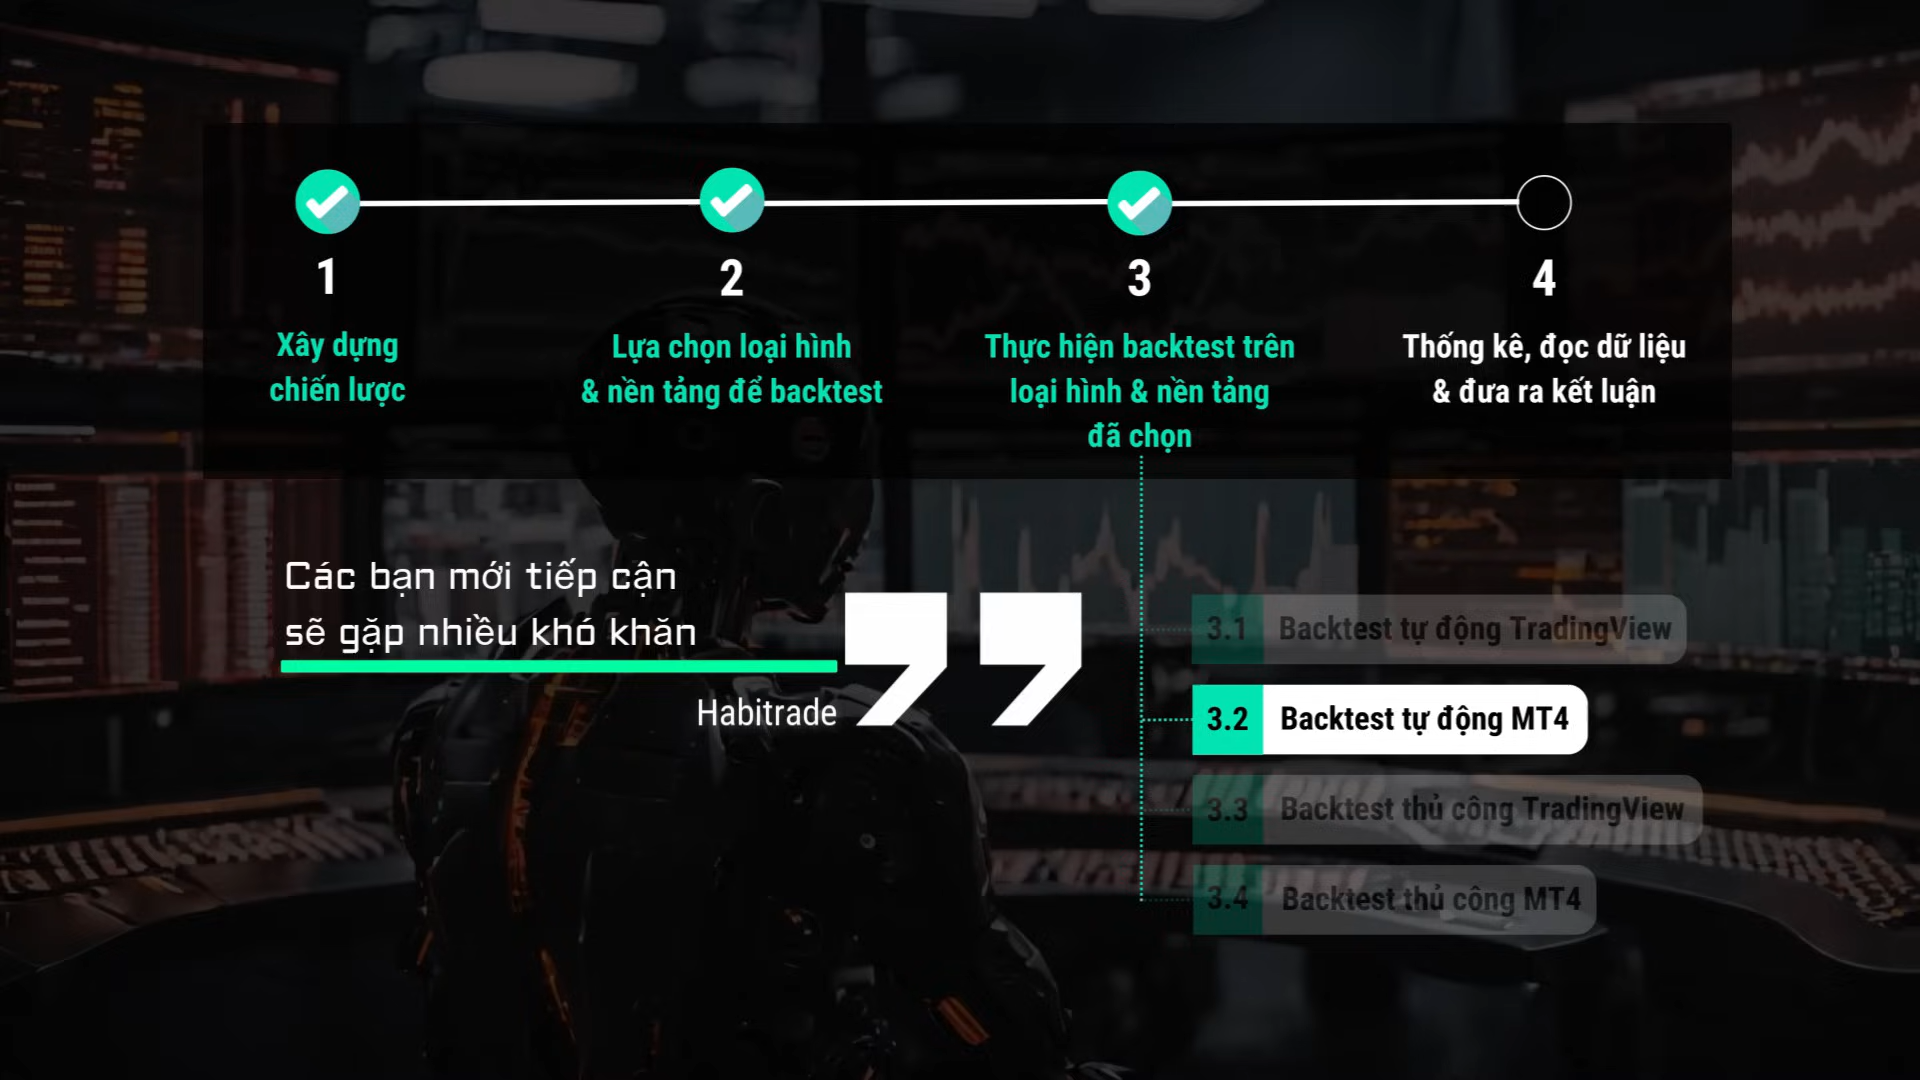 1
Xây dựng
chiến lược
2
Lựa chọn loại hình
& nền tảng để backtest
3
Thực hiện backtest trên
loại hình & nền tảng
đã chọn
4
Thống kê, đọc dữ liệu
& đưa ra kết luận
Các bạn mới tiếp cận
sẽ gặp nhiều khó khăn
Habitrade
3.1 Backtest tự động TradingView
3.2 Backtest tự động MT4
3.3 Backtest thủ công TradingView
3.4 Backtest thủ công MT4